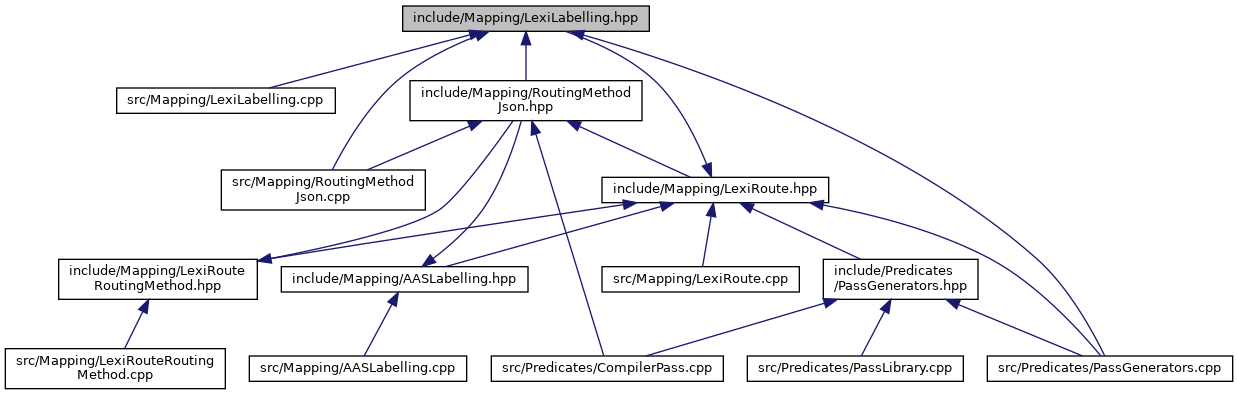 include/Mapping/LexiLabelling.hpp
src/Mapping/LexiLabelling.cpp
include/Mapping/RoutingMethod
Json.hpp
src/Mapping/RoutingMethod
Json.cpp
include/Mapping/LexiRoute.hpp
include/Mapping/LexiRoute
RoutingMethod.hpp
include/Mapping/AASLabelling.hpp
src/Mapping/LexiRoute.cpp
include/Predicates
/PassGenerators.hpp
src/Mapping/LexiRouteRouting
Method.cpp
src/Mapping/AASLabelling.cpp
src/Predicates/CompilerPass.cpp
src/Predicates/PassLibrary.cpp
src/Predicates/PassGenerators.cpp